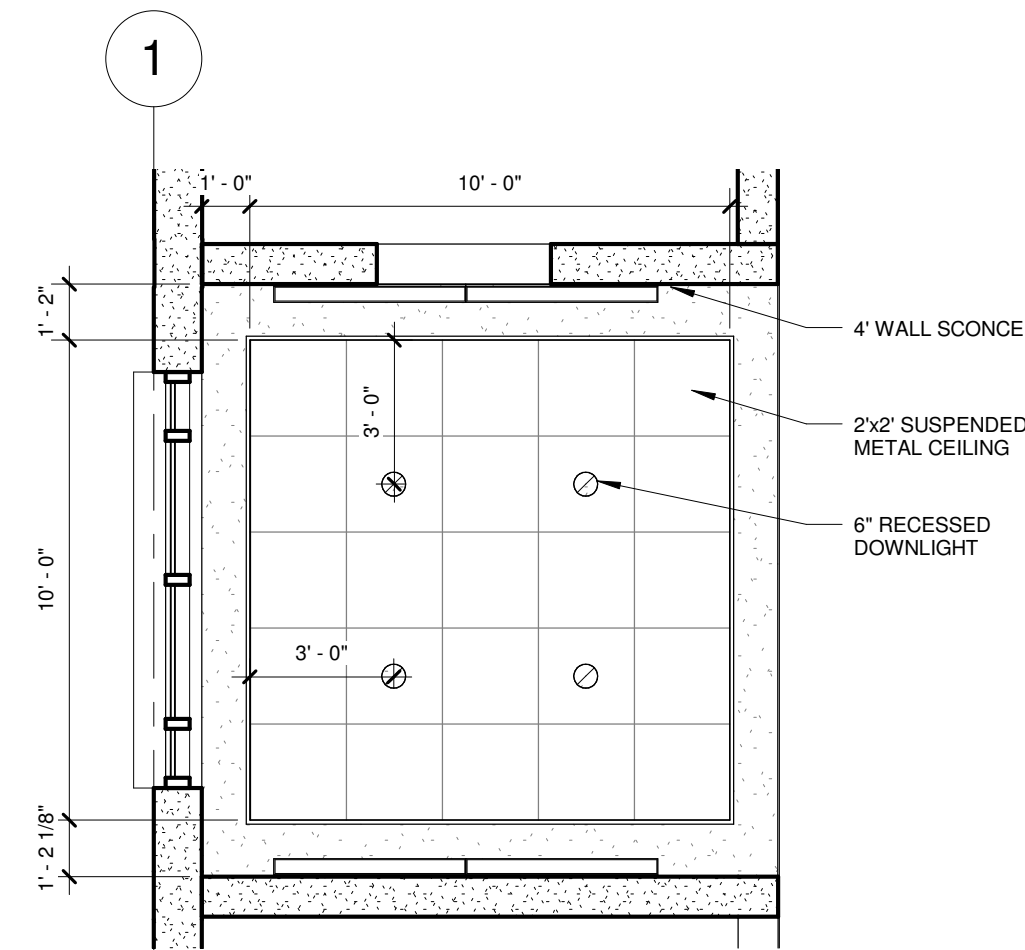 1
1' - 0"
10' - 0"
1' - 2"
4' WALL SCONCE
3' - 0"
2'x2' SUSPENDED
METAL CEILING
6" RECESSED
DOWNLIGHT
10' - 0"
3' - 0"
1' - 2 1/8"